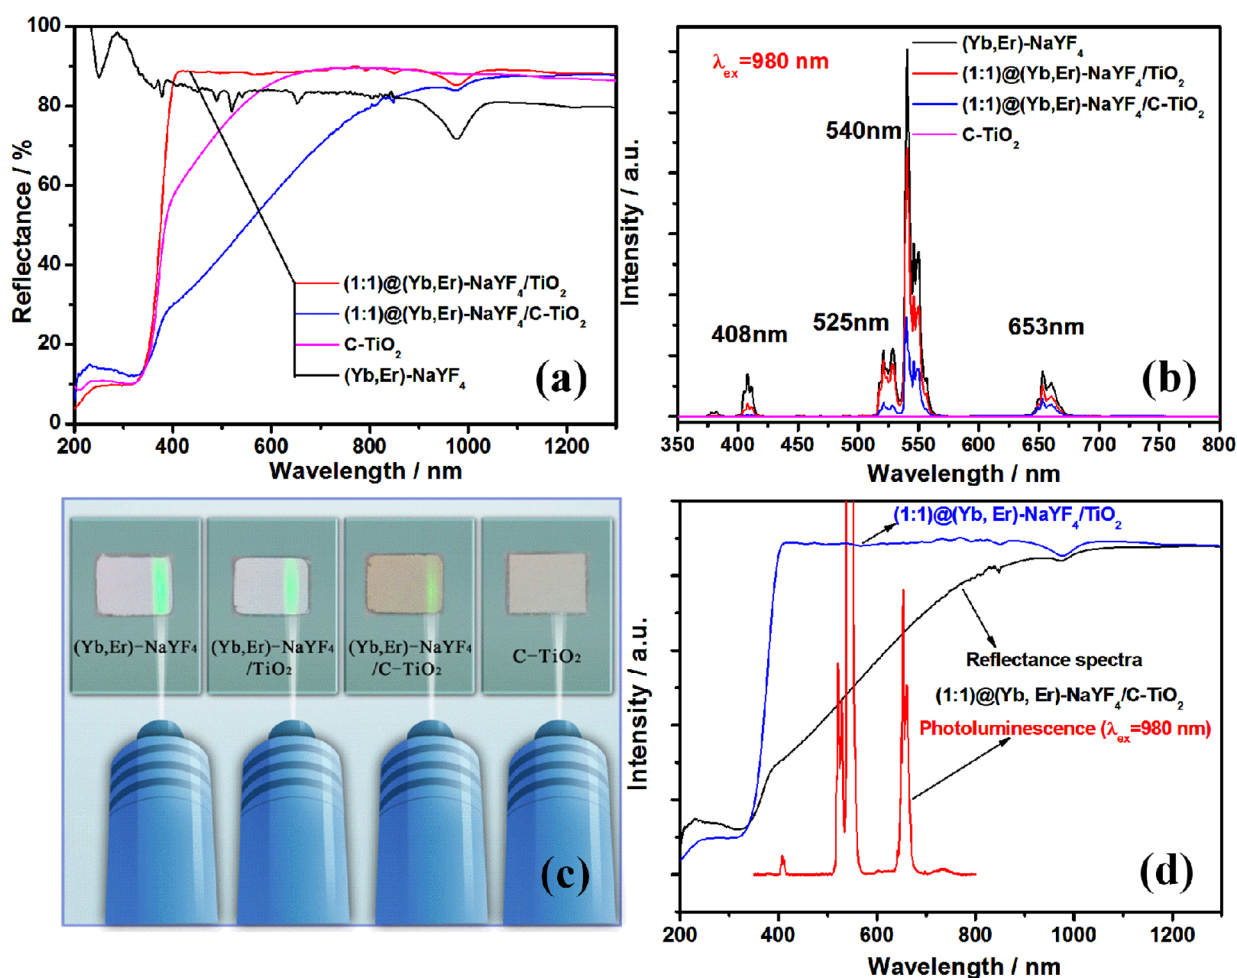 100
80
60
40
20
0
Reflectance / %
(1:1)@(Yb,Er)-NaYF4/TiO2
(1:1)@(Yb,Er)-NaYF4/C-TiO2
C-TiO2
(Yb,Er)-NaYF4
(a)
200 400 600 800 1000 1200
Wavelength / nm
Intensity / a.u.
λex=980 nm
(Yb,Er)-NaYF4
(1:1)@(Yb,Er)-NaYF4/TiO2
(1:1)@(Yb,Er)-NaYF4/C-TiO2
C-TiO2
540nm
525nm
408nm
653nm
(b)
350 400 450 500 550 600 650 700 750 800
Wavelength / nm
(Yb,Er)-NaYF4
(Yb,Er)-NaYF4
/TiO2
(Yb,Er)-NaYF4
/C-TiO2
C-TiO2
(c)
Intensity / a.u.
(1:1)@(Yb, Er)-NaYF4/TiO2
Reflectance spectra
(1:1)@(Yb, Er)-NaYF4/C-TiO2
Photoluminescence (λex=980 nm)
(d)
200 400 600 800 1000 1200
Wavelength / nm